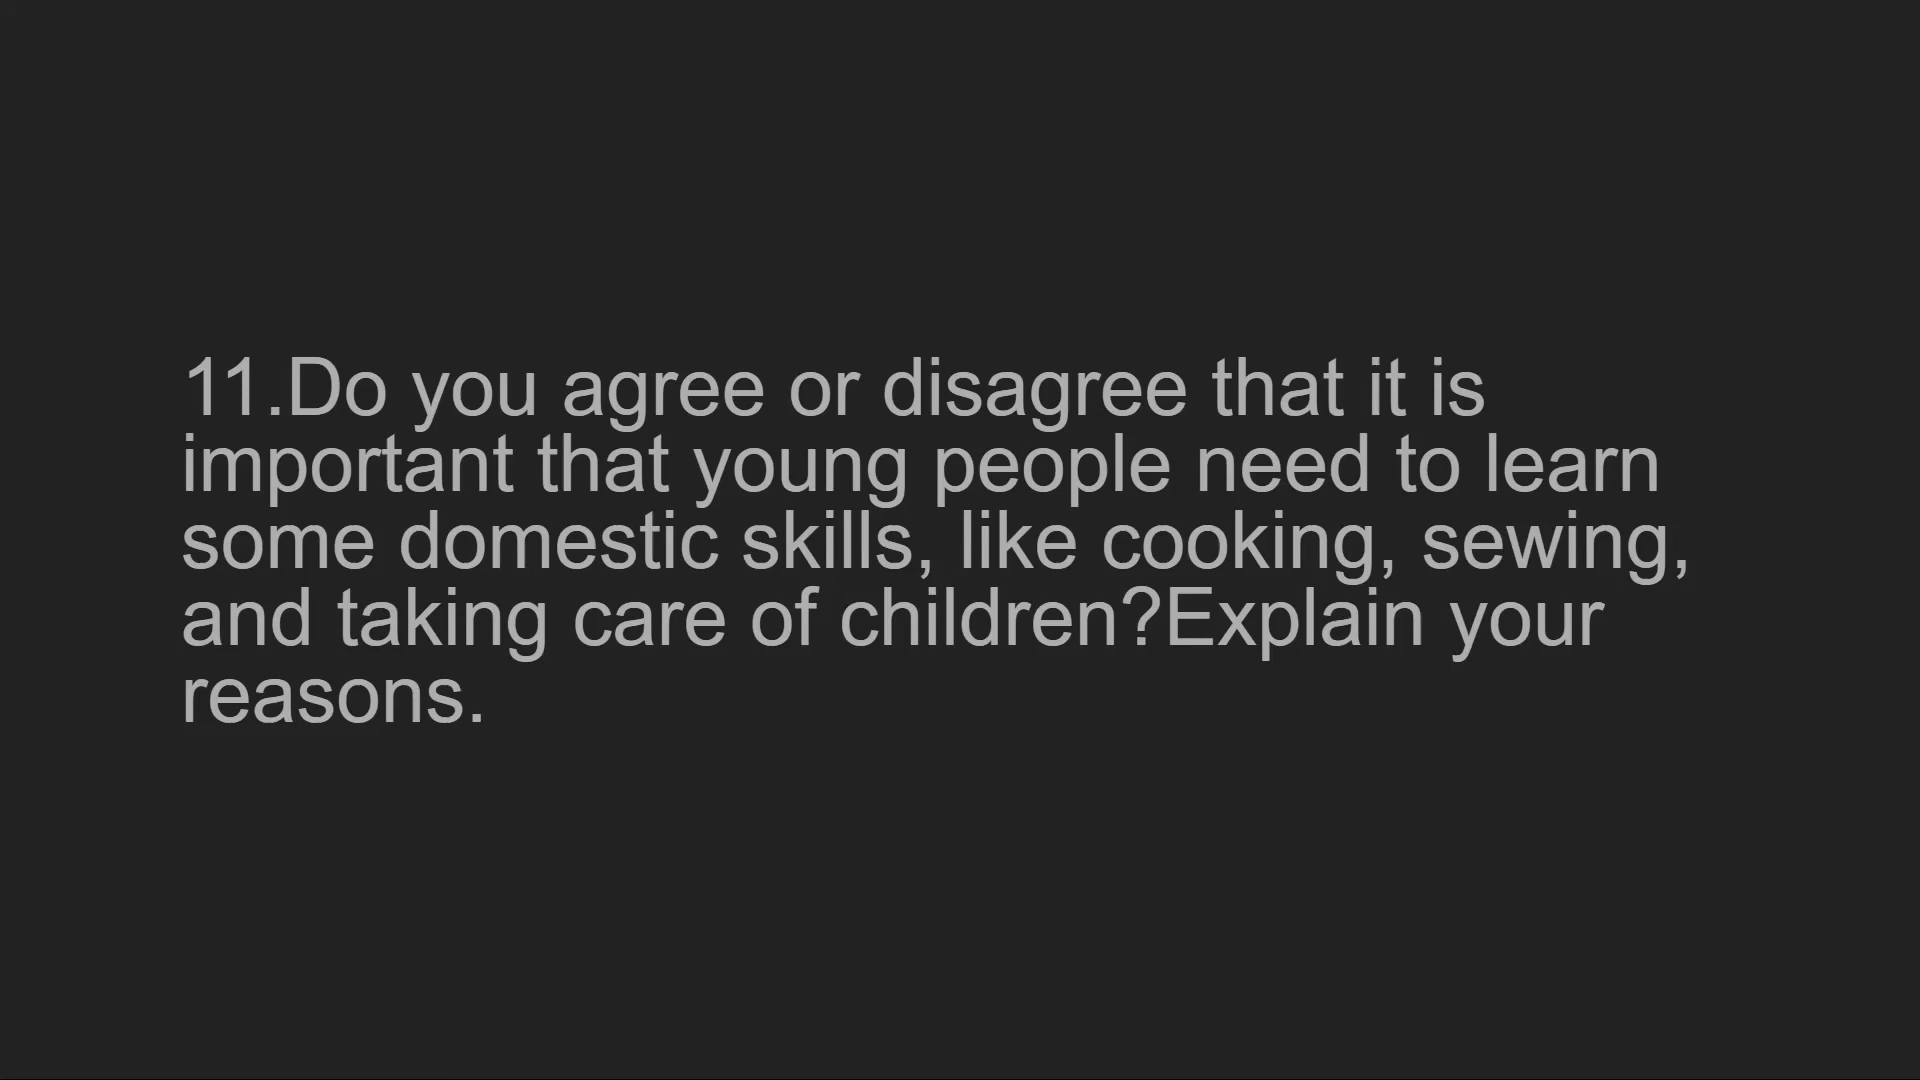 11.Do you agree or disagree that it is
important that young people need to learn
some domestic skills, like cooking, sewing,
and taking care of children?Explain your
reasons.